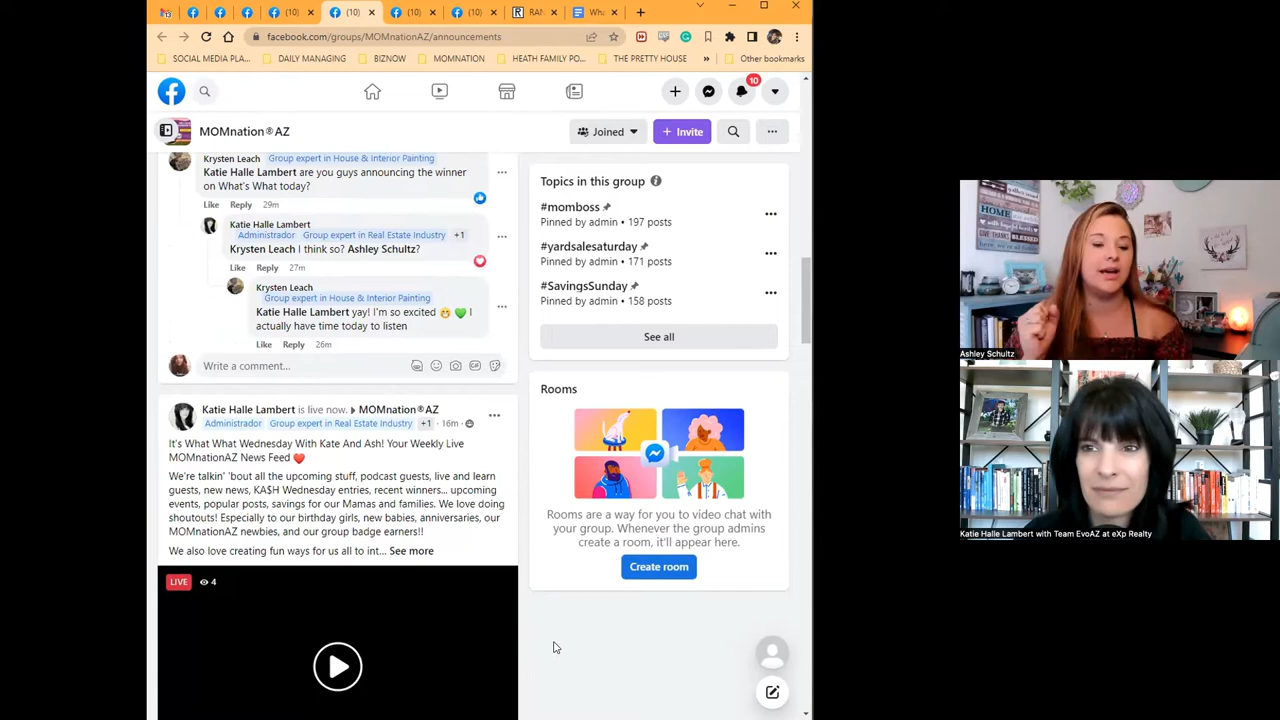 (10)
(10)
(10)
(10)
RAN
Wha
facebook.com/groups/MOMnationAZ/announcements
SOCIAL MEDIA PLA...
DAILY MANAGING
BIZNOW
MOMNATION
HEATH FAMILY PO...
THE PRETTY HOUSE
»
Other bookmarks
10
MOMnation®AZ
Joined
+ Invite
Krysten Leach Group expert in House & Interior Painting
Katie Halle Lambert are you guys announcing the winner
on What's What today?
Like Reply 29m
Katie Halle Lambert
Administrador Group expert in Real Estate Industry +1
Krysten Leach I think so? Ashley Schultz?
Like Reply 27m
Krysten Leach
Group expert in House & Interior Painting
Katie Halle Lambert yay! I'm so excited 🤭 💚 I
actually have time today to listen
Like Reply 26m
Write a comment...
GIF
Katie Halle Lambert is live now. ▸ MOMnation®AZ
Administrador Group expert in Real Estate Industry +1 · 16m ·
It's What What Wednesday With Kate And Ash! Your Weekly Live
MOMnationAZ News Feed ❤️
We're talkin' 'bout all the upcoming stuff, podcast guests, live and learn
guests, new news, KA$H Wednesday entries, recent winners... upcoming
events, popular posts, savings for our Mamas and families. We love doing
shoutouts! Especially to our birthday girls, new babies, anniversaries, our
MOMnationAZ newbies, and our group badge earners!!
We also love creating fun ways for us all to int... See more
LIVE 4
Topics in this group
#momboss
Pinned by admin • 197 posts
#yardsalesaturday
Pinned by admin • 171 posts
#SavingsSunday
Pinned by admin • 158 posts
See all
Rooms
Rooms are a way for you to video chat with
your group. Whenever the group admins
create a room, it'll appear here.
Create room
Ashley Schultz
Katie Halle Lambert with Team EvoAZ at eXp Realty